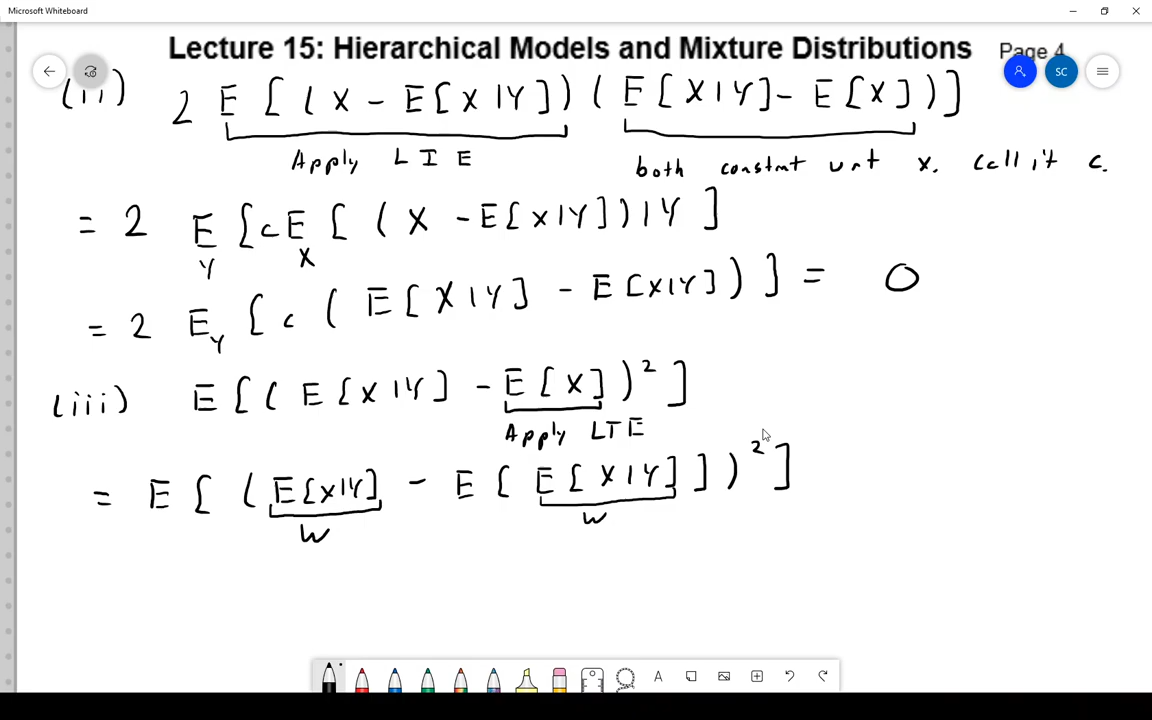 Microsoft Whiteboard
Lecture 15: Hierarchical Models and Mixture Distributions Page 4
SC
(ii) 2 E[(X - E[X|Y])(E[X|Y] - E[X])]
Apply LIE both constant wrt x. Call it c.
= 2 E_Y[c E_X[(X - E[X|Y])|Y]
= 2 E_Y[c(E[X|Y] - E[X|Y])] = 0
(iii) E[(E[X|Y] - E[X])²]
Apply LTE
= E[(E[X|Y] - E[E[X|Y]])²]
W W
A